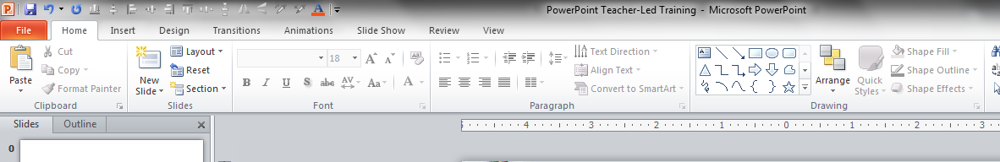 PowerPoint Teacher-Led Training - Microsoft PowerPoint
File Home Insert Design Transitions Animations Slide Show Review View
Paste
Cut
Copy
Format Painter
Clipboard
New Slide
Layout
Reset
Section
Slides
18
B I U S abc AV Aa A
Font
Text Direction
Align Text
Convert to SmartArt
Paragraph
Arrange
Quick Styles
Shape Fill
Shape Outline
Shape Effects
Drawing
Slides Outline
4 3 2 1 0 1 2 3
0